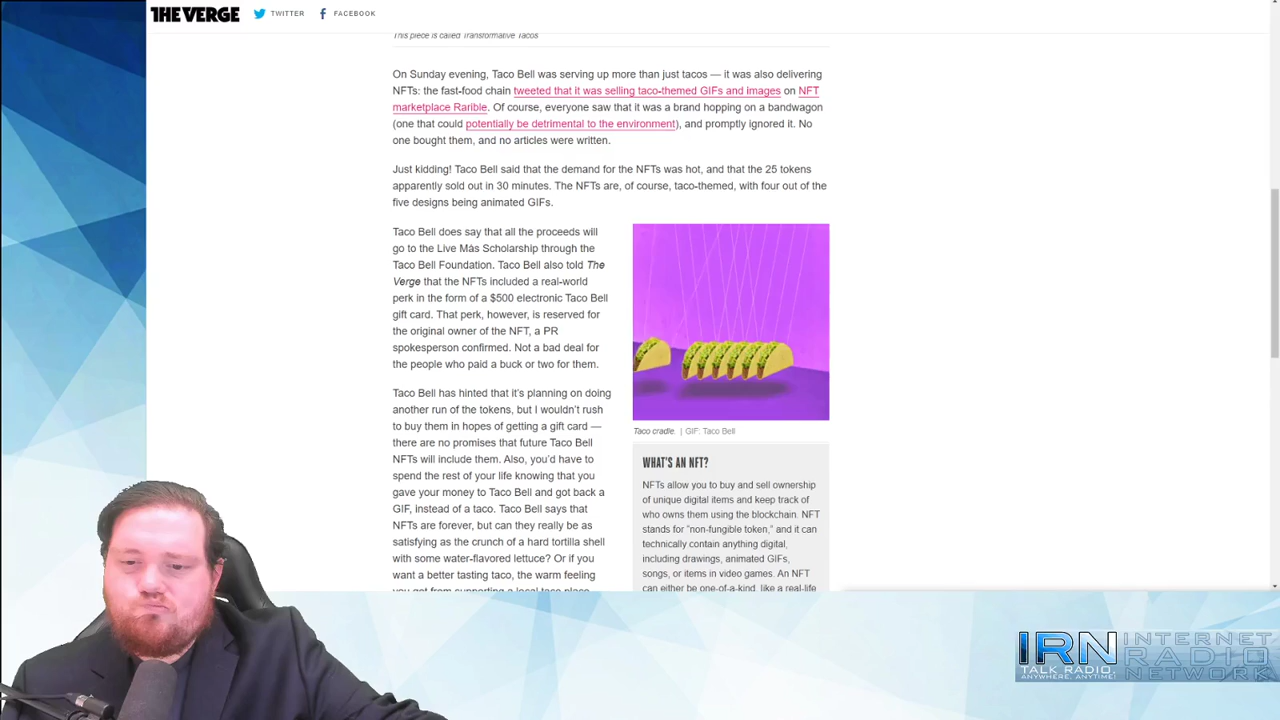 THE VERGE
TWITTER
FACEBOOK
This piece is called Transformative Tacos
On Sunday evening, Taco Bell was serving up more than just tacos — it was also delivering
NFTs: the fast-food chain tweeted that it was selling taco-themed GIFs and images on NFT
marketplace Rarible. Of course, everyone saw that it was a brand hopping on a bandwagon
(one that could potentially be detrimental to the environment), and promptly ignored it. No
one bought them, and no articles were written.
Just kidding! Taco Bell said that the demand for the NFTs was hot, and that the 25 tokens
apparently sold out in 30 minutes. The NFTs are, of course, taco-themed, with four out of the
five designs being animated GIFs.
Taco Bell does say that all the proceeds will
go to the Live Más Scholarship through the
Taco Bell Foundation. Taco Bell also told The
Verge that the NFTs included a real-world
perk in the form of a $500 electronic Taco Bell
gift card. That perk, however, is reserved for
the original owner of the NFT, a PR
spokesperson confirmed. Not a bad deal for
the people who paid a buck or two for them.
Taco Bell has hinted that it's planning on doing
another run of the tokens, but I wouldn't rush
to buy them in hopes of getting a gift card —
there are no promises that future Taco Bell
NFTs will include them. Also, you'd have to
spend the rest of your life knowing that you
gave your money to Taco Bell and got back a
GIF, instead of a taco. Taco Bell says that
NFTs are forever, but can they really be as
satisfying as the crunch of a hard tortilla shell
with some water-flavored lettuce? Or if you
want a better tasting taco, the warm feeling
you get from supporting a local taco place
Taco cradle. | GIF: Taco Bell
WHAT'S AN NFT?
NFTs allow you to buy and sell ownership
of unique digital items and keep track of
who owns them using the blockchain. NFT
stands for "non-fungible token," and it can
technically contain anything digital,
including drawings, animated GIFs,
songs, or items in video games. An NFT
can either be one-of-a-kind, like a real-life
IRN INTERNET
RADIO
NETWORK
TALK RADIO
ANYWHERE, ANYTIME!